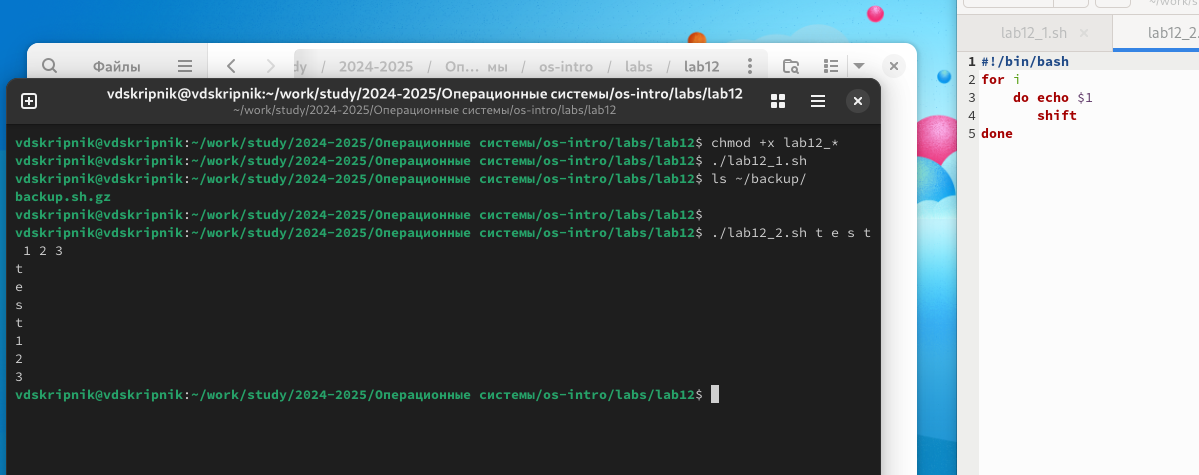 Файлы
dy / 2024-2025 / Оп... мы / os-intro / labs / lab12
vdskripnik@vdskripnik:~/work/study/2024-2025/Операционные системы/os-intro/labs/lab12
~/work/study/2024-2025/Операционные системы/os-intro/labs/lab12
vdskripnik@vdskripnik:~/work/study/2024-2025/Операционные системы/os-intro/labs/lab12$ chmod +x lab12_*
vdskripnik@vdskripnik:~/work/study/2024-2025/Операционные системы/os-intro/labs/lab12$ ./lab12_1.sh
vdskripnik@vdskripnik:~/work/study/2024-2025/Операционные системы/os-intro/labs/lab12$ ls ~/backup/
backup.sh.gz
vdskripnik@vdskripnik:~/work/study/2024-2025/Операционные системы/os-intro/labs/lab12$
vdskripnik@vdskripnik:~/work/study/2024-2025/Операционные системы/os-intro/labs/lab12$ ./lab12_2.sh t e s t
1 2 3
t
e
s
t
1
2
3
vdskripnik@vdskripnik:~/work/study/2024-2025/Операционные системы/os-intro/labs/lab12$
~/work/s
lab12_1.sh
lab12_2.
1 #!/bin/bash
2 for i
3 do echo $1
4 shift
5 done